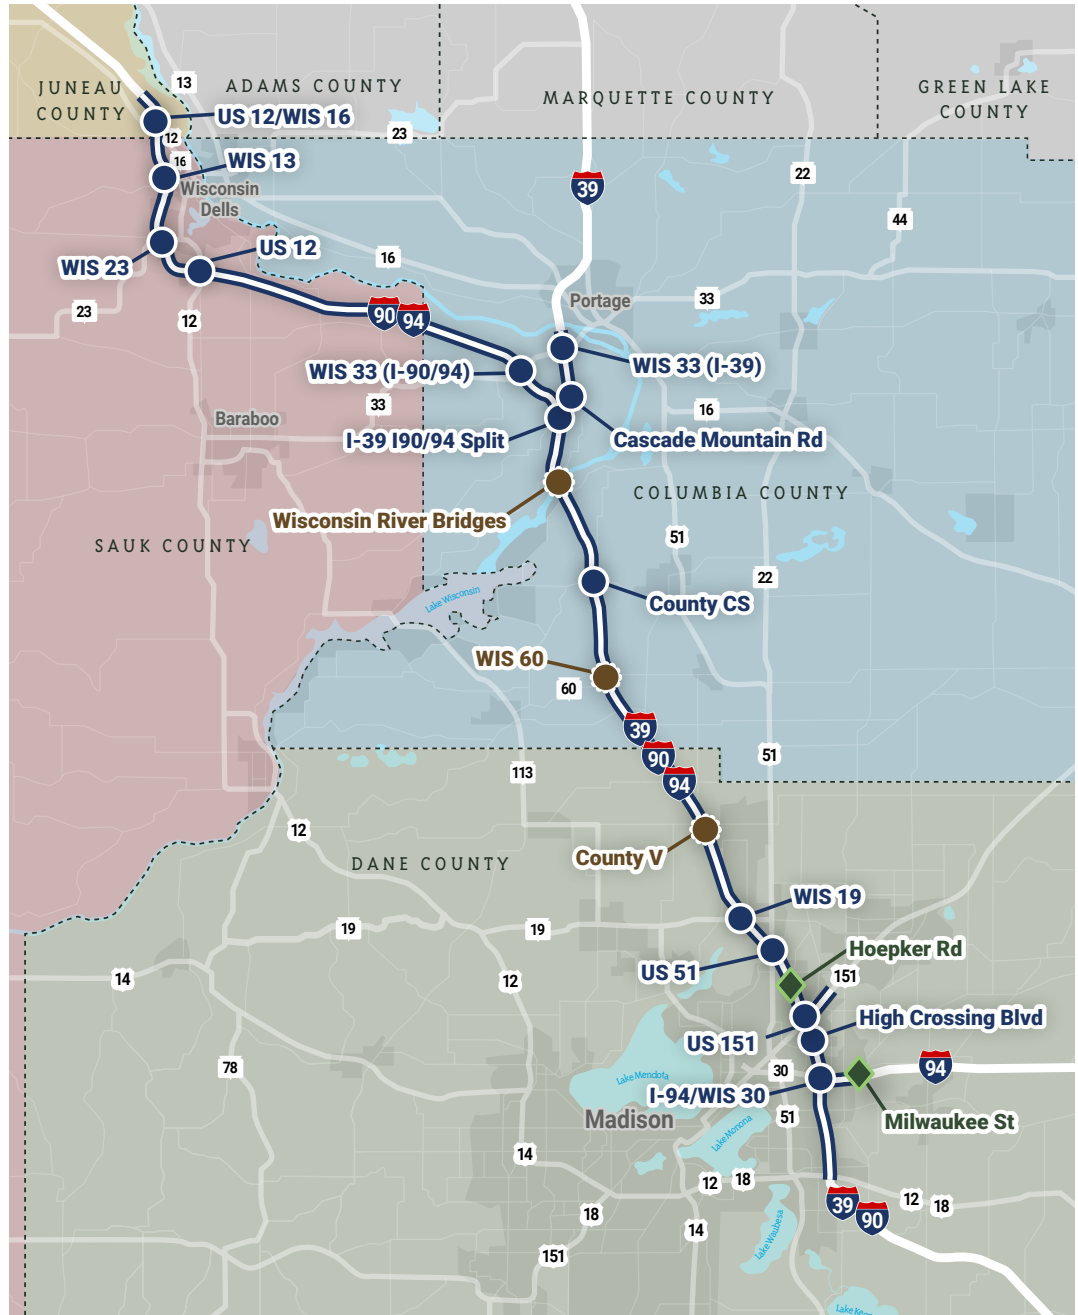 JUNEAU
COUNTY
13
ADAMS COUNTY
MARQUETTE COUNTY
GREEN LAKE
COUNTY
US 12/WIS 16
12
23
16
WIS 13
Wisconsin
Dells
39
22
44
WIS 23
US 12
16
23
12
90
94
Portage
33
WIS 33 (I-90/94)
WIS 33 (I-39)
33
16
Baraboo
I-39 I90/94 Split
Cascade Mountain Rd
COLUMBIA COUNTY
Wisconsin River Bridges
SAUK COUNTY
51
22
Lake Wisconsin
County CS
WIS 60
60
39
90
94
51
113
12
DANE COUNTY
County V
WIS 19
19
19
Hoepker Rd
US 51
151
14
12
High Crossing Blvd
US 151
78
30
94
Lake Mendota
I-94/WIS 30
Madison
51
Milwaukee St
Lake Monona
14
12
18
39
90
12
18
18
14
Lake Waubesa
151